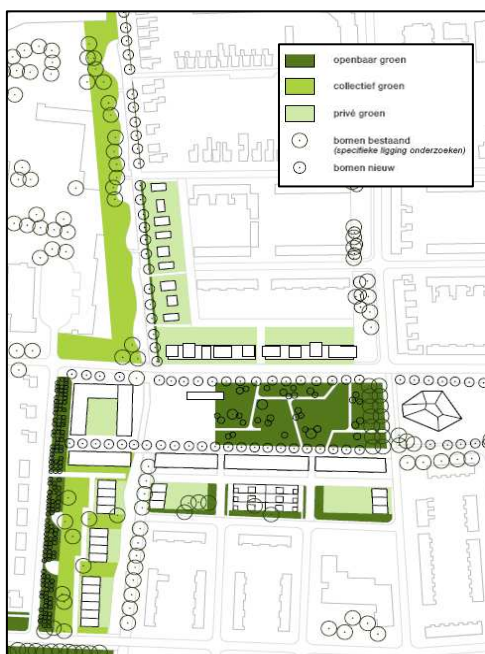 openbaar groen
collectief groen
privé groen
bomen bestaand
(specifieke ligging onderzoeken)
bomen nieuw